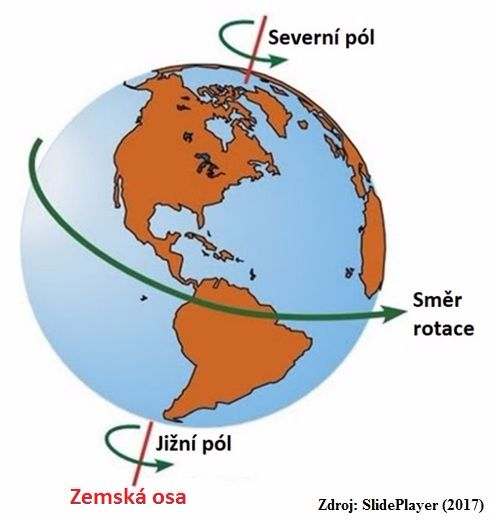 Severní pól
Směr
rotace
Jižní pól
Zemská osa
Zdroj: SlidePlayer (2017)